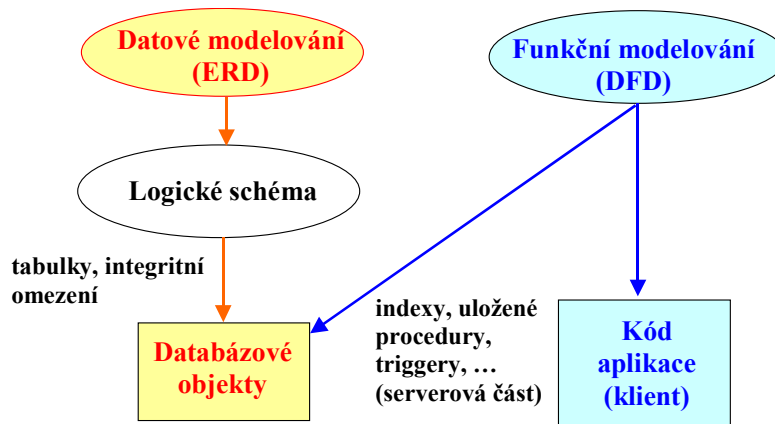 Datové modelování
(ERD)
Funkční modelování
(DFD)
Logické schéma
tabulky, integritní
omezení
indexy, uložené
procedury,
triggery, …
(serverová část)
Databázové
objekty
Kód
aplikace
(klient)